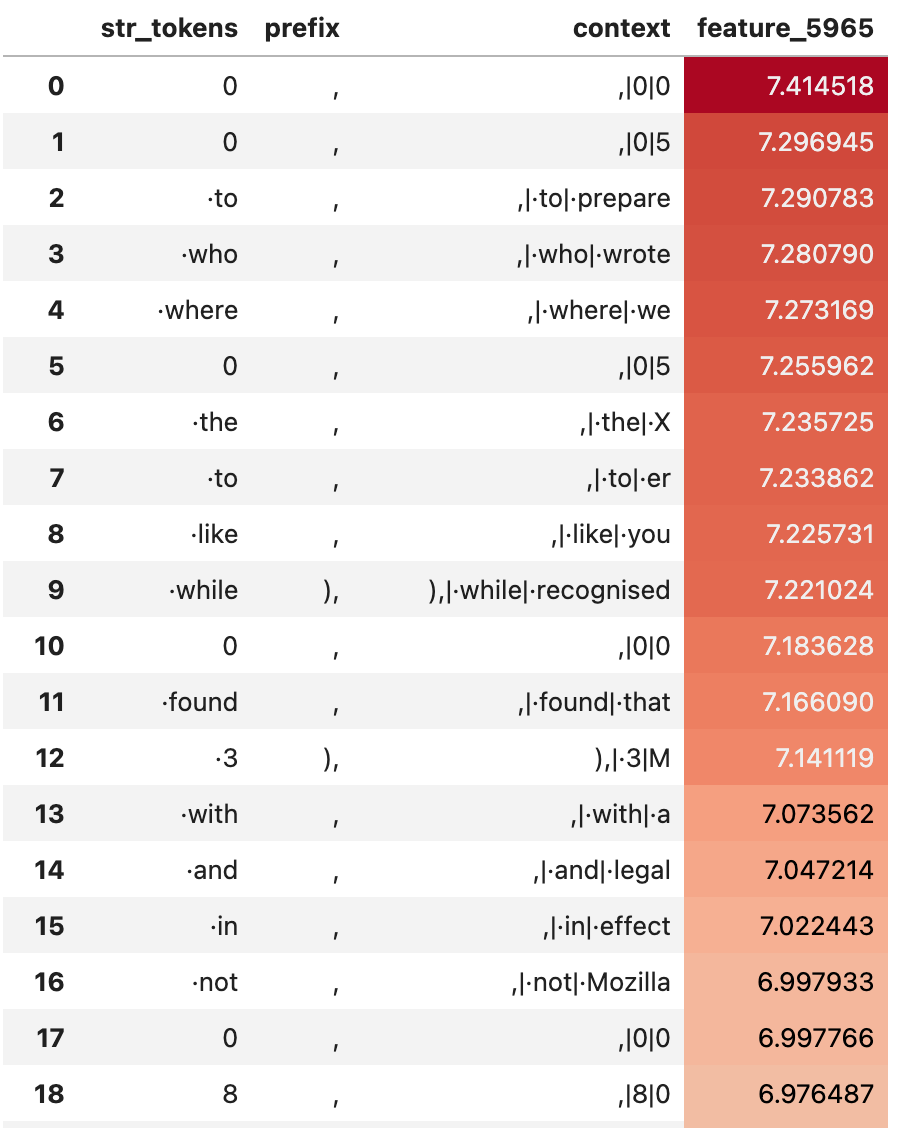 str_tokens prefix context feature_5965
0 0 , ,|0|0 7.414518
1 0 , ,|0|5 7.296945
2 ·to , ,|·to|·prepare 7.290783
3 ·who , ,|·who|·wrote 7.280790
4 ·where , ,|·where|·we 7.273169
5 0 , ,|0|5 7.255962
6 ·the , ,|·the|·X 7.235725
7 ·to , ,|·to|·er 7.233862
8 ·like , ,|·like|·you 7.225731
9 ·while ), ),|·while|·recognised 7.221024
10 0 , ,|0|0 7.183628
11 ·found , ,|·found|·that 7.166090
12 ·3 ), ),|·3|M 7.141119
13 ·with , ,|·with|·a 7.073562
14 ·and , ,|·and|·legal 7.047214
15 ·in , ,|·in|·effect 7.022443
16 ·not , ,|·not|·Mozilla 6.997933
17 0 , ,|0|0 6.997766
18 8 , ,|8|0 6.976487